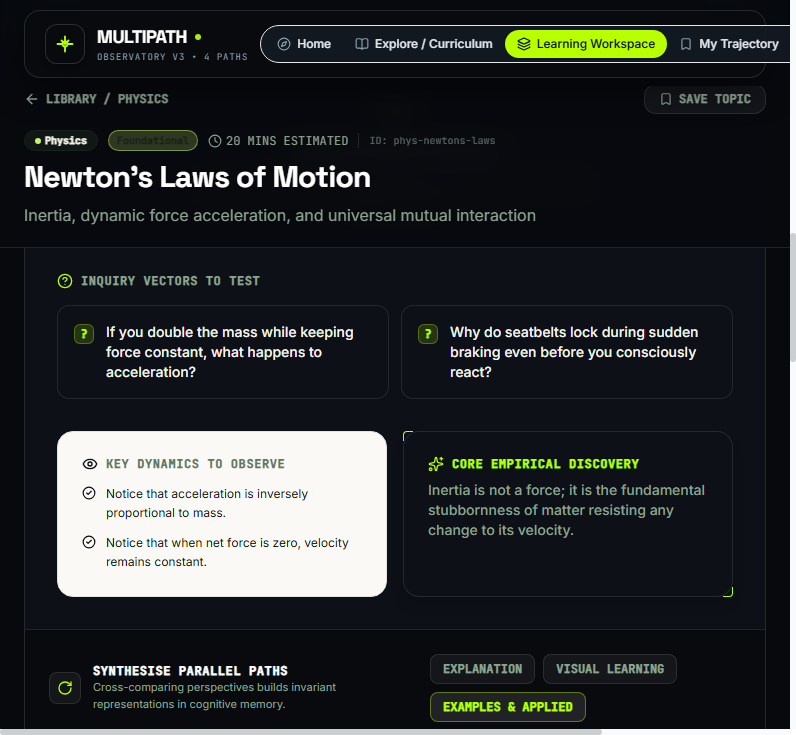 MULTIPATH
OBSERVATORY V3 • 4 PATHS
Home
Explore / Curriculum
Learning Workspace
My Trajectory
LIBRARY / PHYSICS
SAVE TOPIC
Physics
Foundational
20 MINS ESTIMATED
ID: phys-newtons-laws
Newton's Laws of Motion
Inertia, dynamic force acceleration, and universal mutual interaction
INQUIRY VECTORS TO TEST
?
If you double the mass while keeping
force constant, what happens to
acceleration?
?
Why do seatbelts lock during sudden
braking even before you consciously
react?
KEY DYNAMICS TO OBSERVE
Notice that acceleration is inversely
proportional to mass.
Notice that when net force is zero, velocity
remains constant.
CORE EMPIRICAL DISCOVERY
Inertia is not a force; it is the fundamental
stubbornness of matter resisting any
change to its velocity.
SYNTHESISE PARALLEL PATHS
Cross-comparing perspectives builds invariant
representations in cognitive memory.
EXPLANATION
VISUAL LEARNING
EXAMPLES & APPLIED